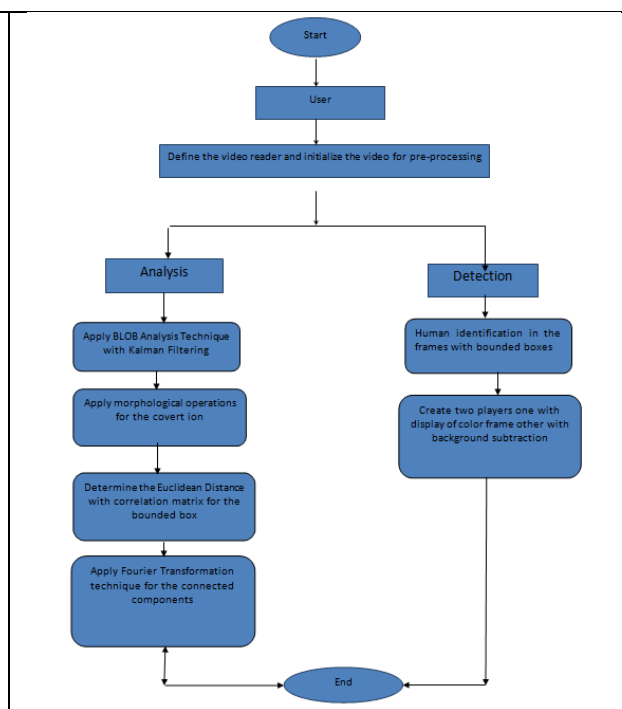 Start
User
Define the video reader and initialize the video for pre-processing
Analysis
Apply BLOB Analysis Technique
with Kalman Filtering
Apply morphological operations
for the covert ion
Determine the Euclidean Distance
with correlation matrix for the
bounded box
Apply Fourier Transformation
technique for the connected
components
Detection
Human identification in the
frames with bounded boxes
Create two players one with
display of color frame other with
background subtraction
End